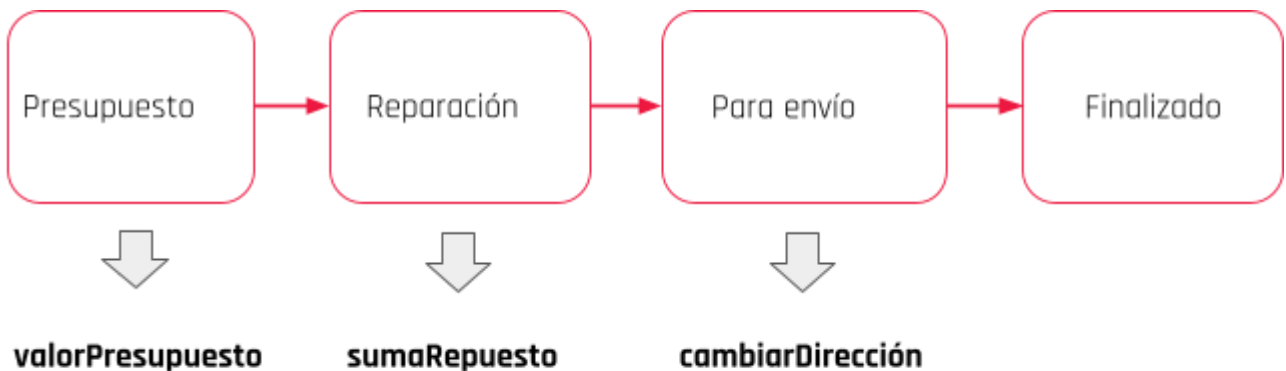 Presupuesto
Reparación
Para envío
Finalizado
valorPresupuesto
sumaRepuesto
cambiarDirección